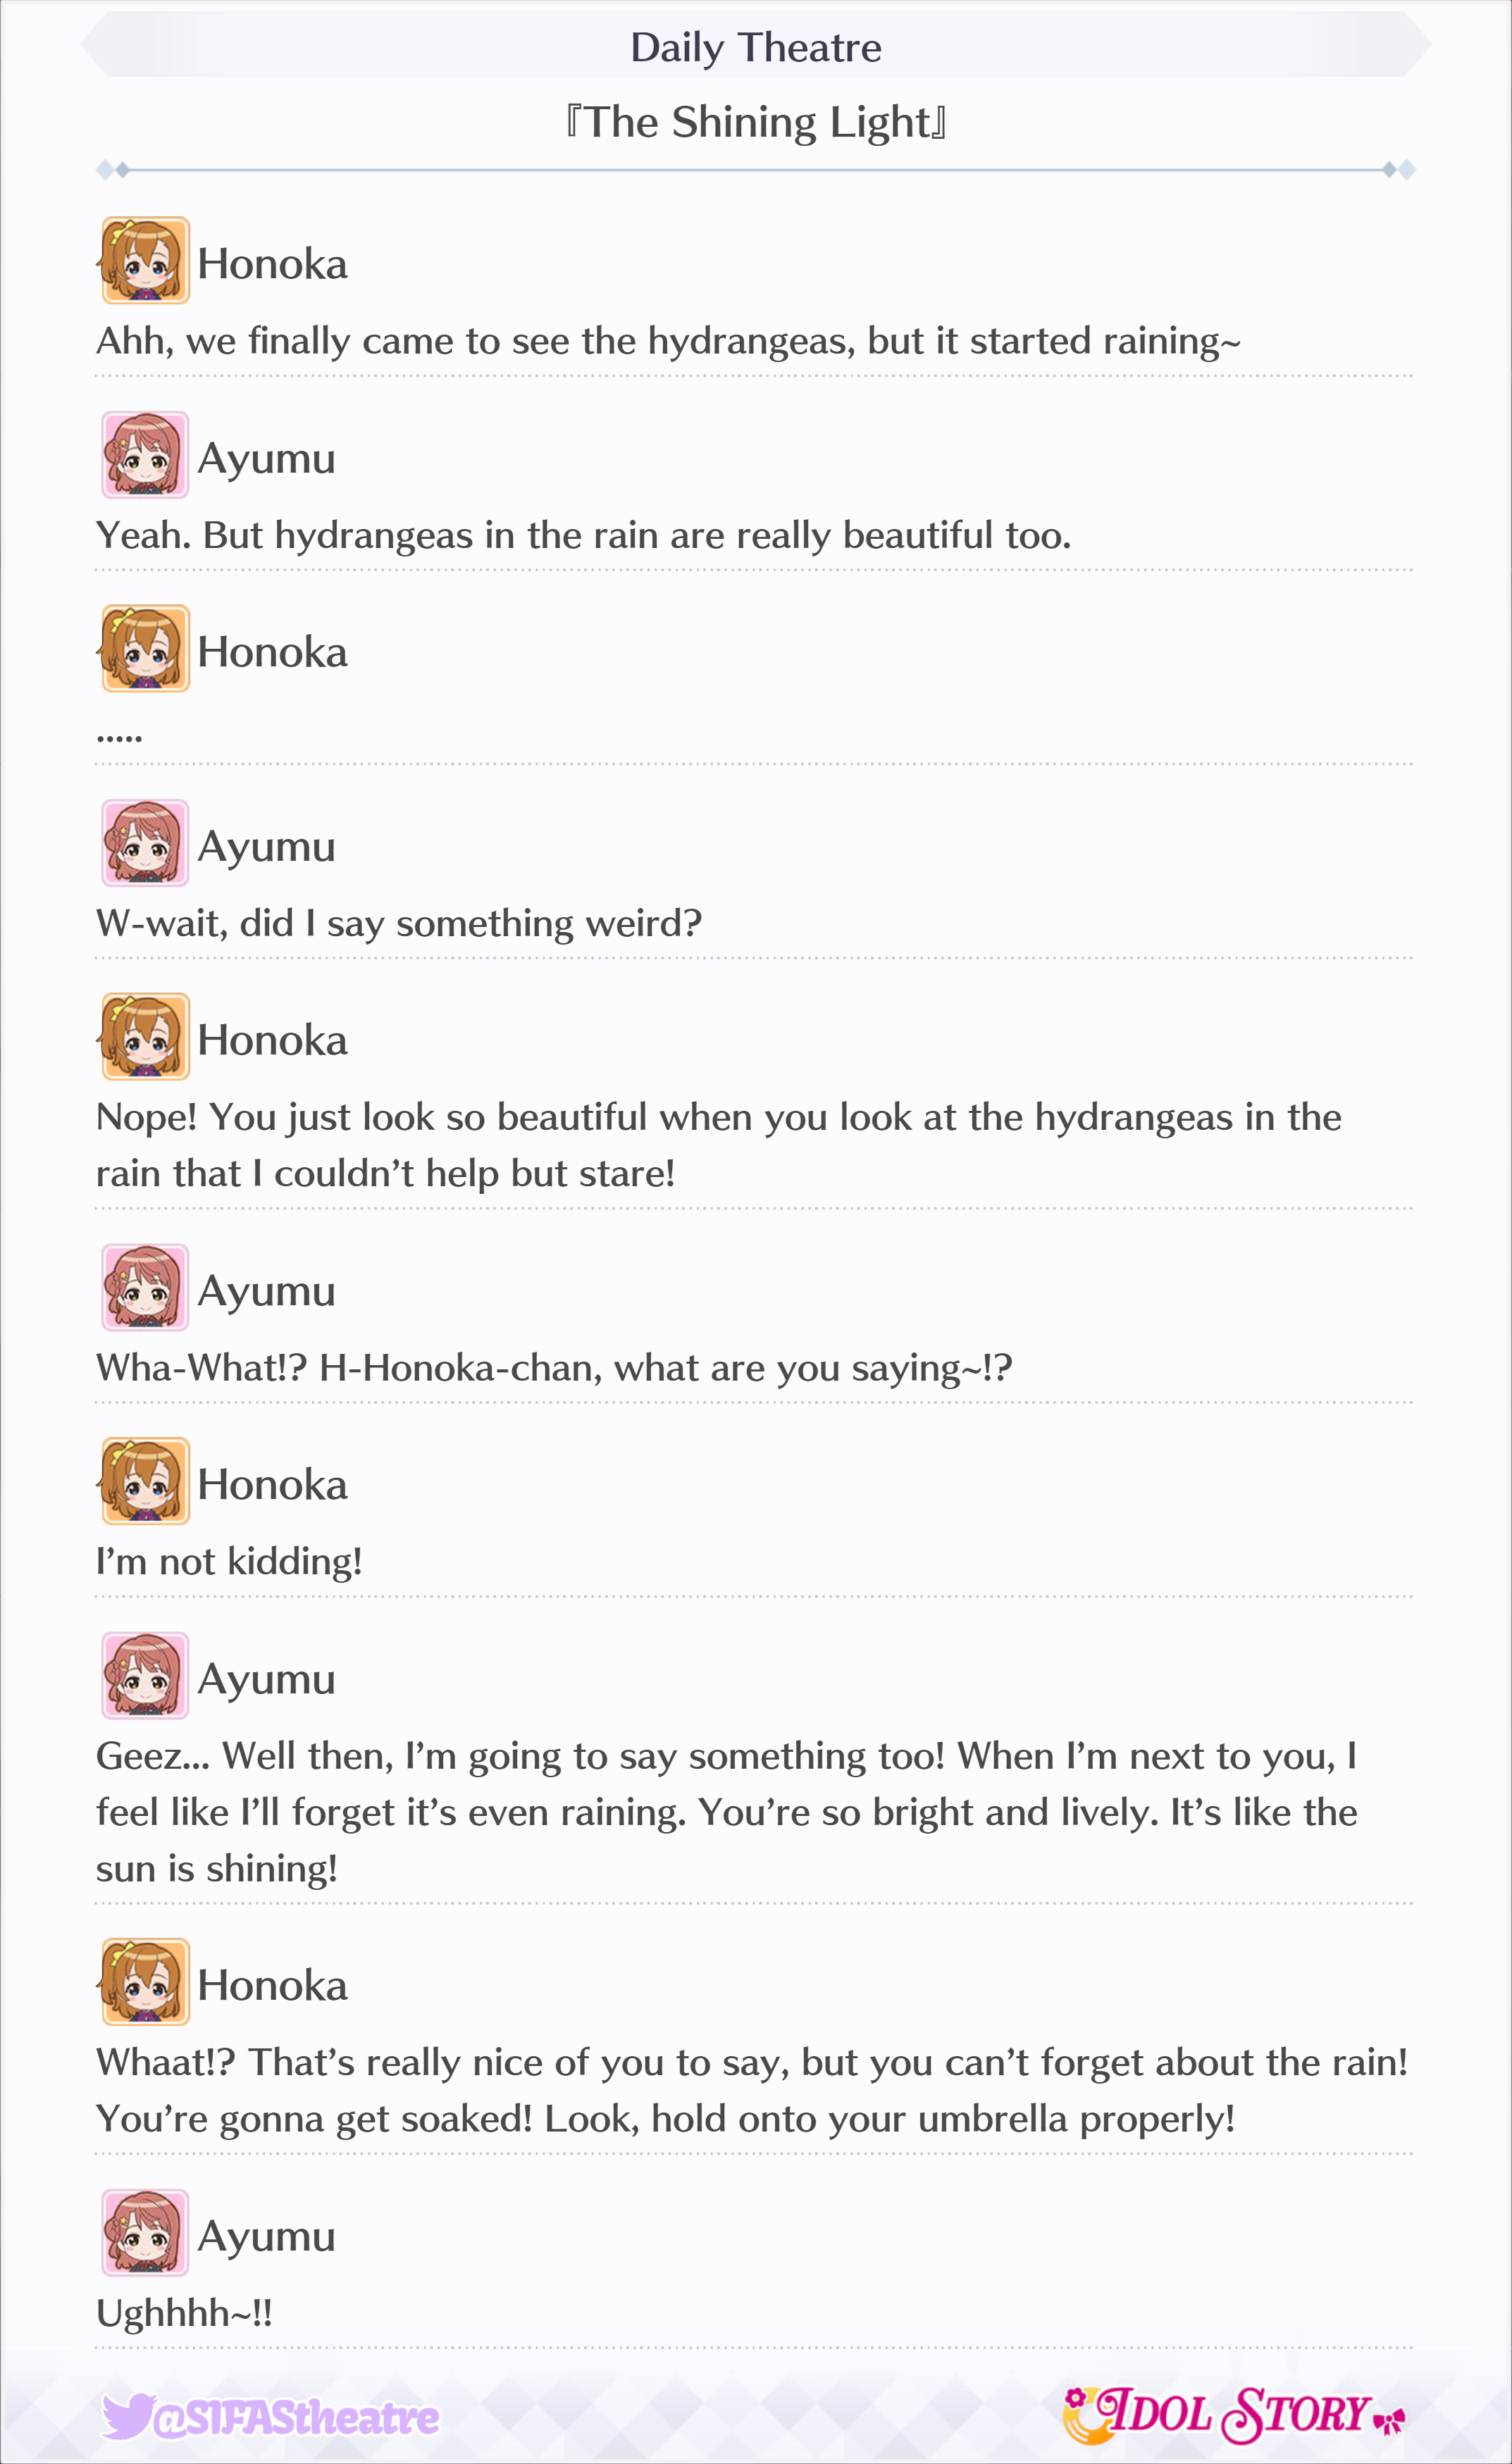 Daily Theatre
『The Shining Light』
Honoka
Ahh, we finally came to see the hydrangeas, but it started raining~
Ayumu
Yeah. But hydrangeas in the rain are really beautiful too.
Honoka
.....
Ayumu
W-wait, did I say something weird?
Honoka
Nope! You just look so beautiful when you look at the hydrangeas in the
rain that I couldn’t help but stare!
Ayumu
Wha-What!? H-Honoka-chan, what are you saying~!?
Honoka
I’m not kidding!
Ayumu
Geez... Well then, I’m going to say something too! When I’m next to you, I
feel like I’ll forget it’s even raining. You’re so bright and lively. It’s like the
sun is shining!
Honoka
Whaat!? That’s really nice of you to say, but you can’t forget about the rain!
You’re gonna get soaked! Look, hold onto your umbrella properly!
Ayumu
Ughhhh~!!
@SIFAStheatre
IDOL STORY